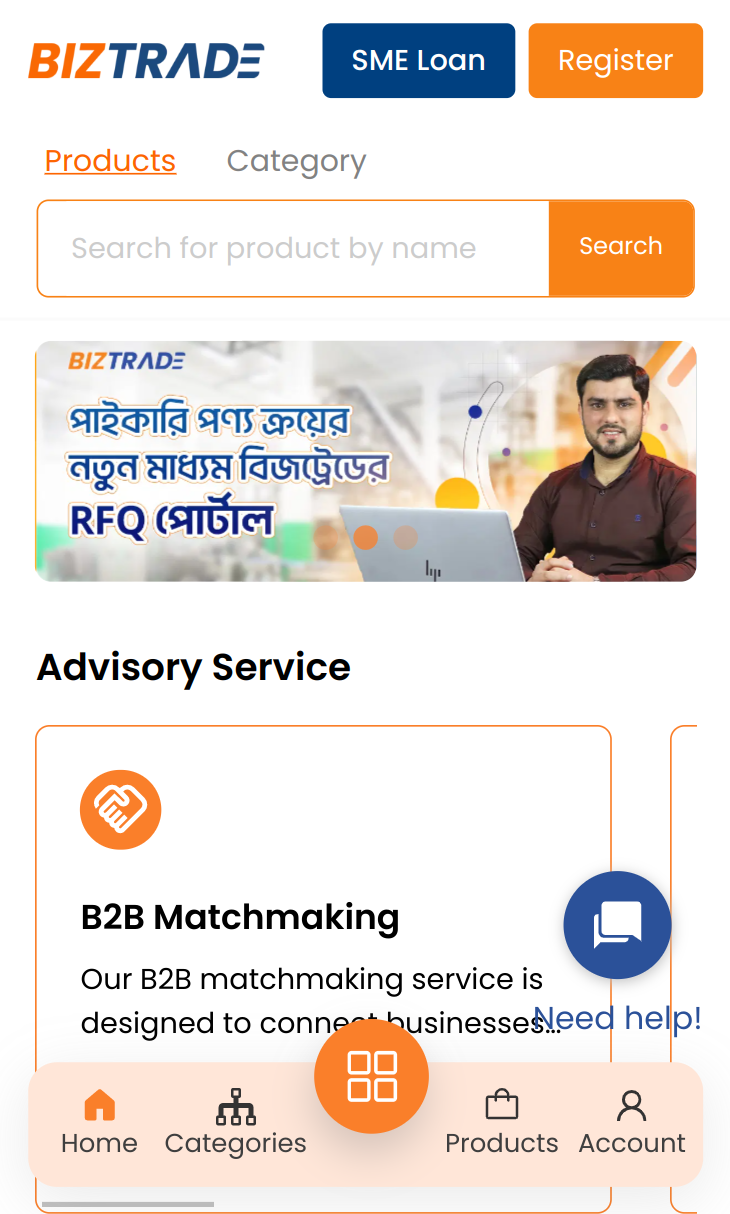 BIZTRADE
SME Loan
Register
Products
Category
Search for product by name
Search
BIZTRADE
পাইকারি পণ্য ক্রয়ের
নতুন মাধ্যম বিজট্রেডের
RFQ পোর্টাল
hp
Advisory Service
B2B Matchmaking
Our B2B matchmaking service is
designed to connect businesses...
Need help!
Home
Categories
Products
Account